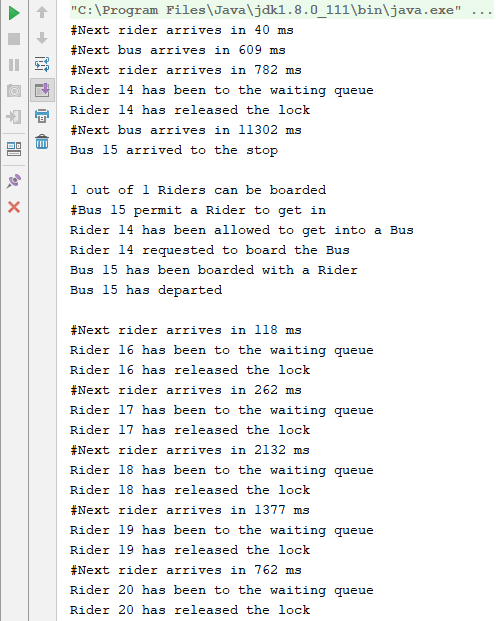 "C:\Program Files\Java\jdk1.8.0_111\bin\java.exe" ...
#Next rider arrives in 40 ms
#Next bus arrives in 609 ms
#Next rider arrives in 782 ms
Rider 14 has been to the waiting queue
Rider 14 has released the lock
#Next bus arrives in 11302 ms
Bus 15 arrived to the stop
1 out of 1 Riders can be boarded
#Bus 15 permit a Rider to get in
Rider 14 has been allowed to get into a Bus
Rider 14 requested to board the Bus
Bus 15 has been boarded with a Rider
Bus 15 has departed
#Next rider arrives in 118 ms
Rider 16 has been to the waiting queue
Rider 16 has released the lock
#Next rider arrives in 262 ms
Rider 17 has been to the waiting queue
Rider 17 has released the lock
#Next rider arrives in 2132 ms
Rider 18 has been to the waiting queue
Rider 18 has released the lock
#Next rider arrives in 1377 ms
Rider 19 has been to the waiting queue
Rider 19 has released the lock
#Next rider arrives in 762 ms
Rider 20 has been to the waiting queue
Rider 20 has released the lock